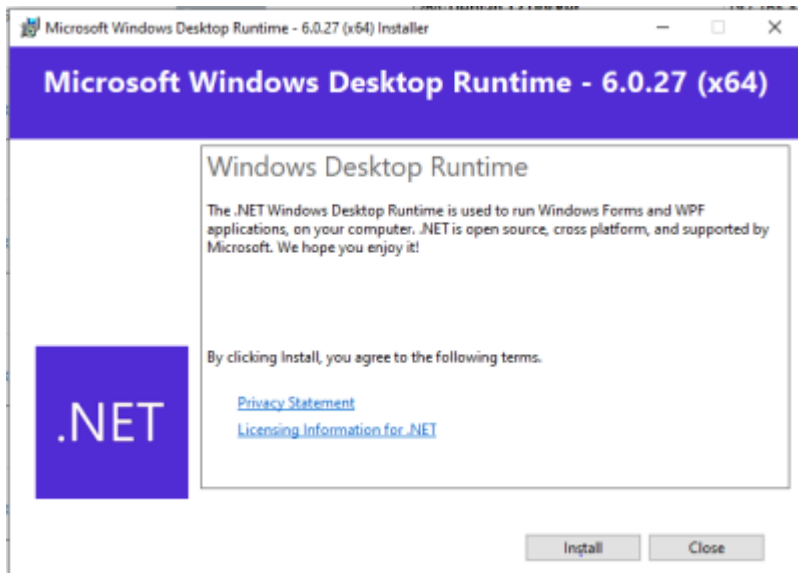 Microsoft Windows Desktop Runtime - 6.0.27 (x64) Installer
Microsoft Windows Desktop Runtime - 6.0.27 (x64)
Windows Desktop Runtime
The .NET Windows Desktop Runtime is used to run Windows Forms and WPF
applications, on your computer. .NET is open source, cross platform, and supported by
Microsoft. We hope you enjoy it!
By clicking Install, you agree to the following terms.
Privacy Statement
.NET
Licensing Information for .NET
Install
Close